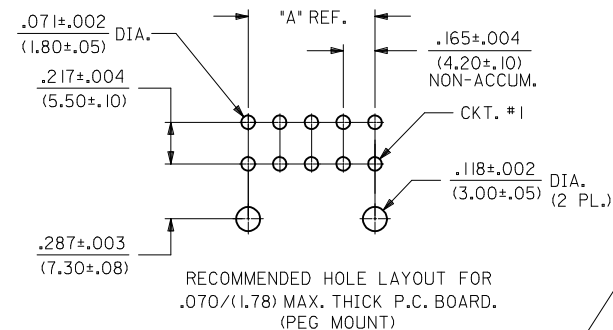 .071±.002 DIA.
(1.80±.05)
"A" REF.
.165±.004
(4.20±.10)
NON-ACCUM.
.217±.004
(5.50±.10)
CKT. #1
.118±.002 DIA.
(3.00±.05) (2 PL.)
.287±.003
(7.30±.08)
RECOMMENDED HOLE LAYOUT FOR
.070/(1.78) MAX. THICK P.C. BOARD.
(PEG MOUNT)